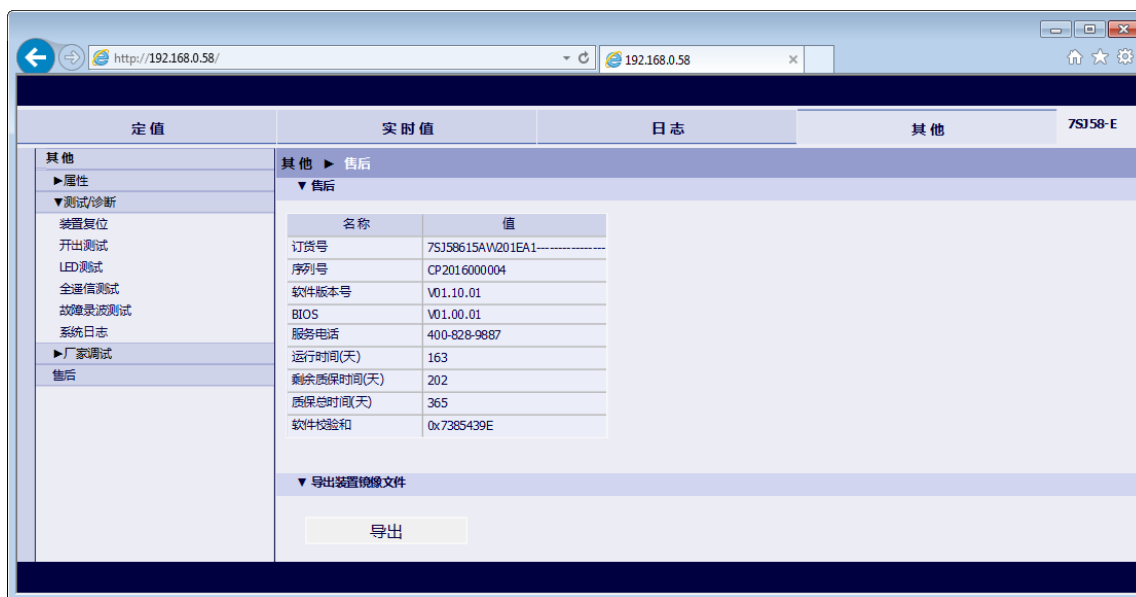 http://192.168.0.58/
192.168.0.58
定值 实时值 日志 其他 7SJ58-E
其他
►属性
▼测试/诊断
装置复位
开出测试
LED测试
全遥信测试
故障录波测试
系统日志
►厂家调试
售后
其他 ► 售后
▼ 售后
名称 值
订货号 7SJ58615AW201EA1----------------
序列号 CP2016000004
软件版本号 V01.10.01
BIOS V01.00.01
服务电话 400-828-9887
运行时间(天) 163
剩余质保时间(天) 202
质保总时间(天) 365
软件校验和 0x7385439E
▼ 导出装置镜像文件
导出